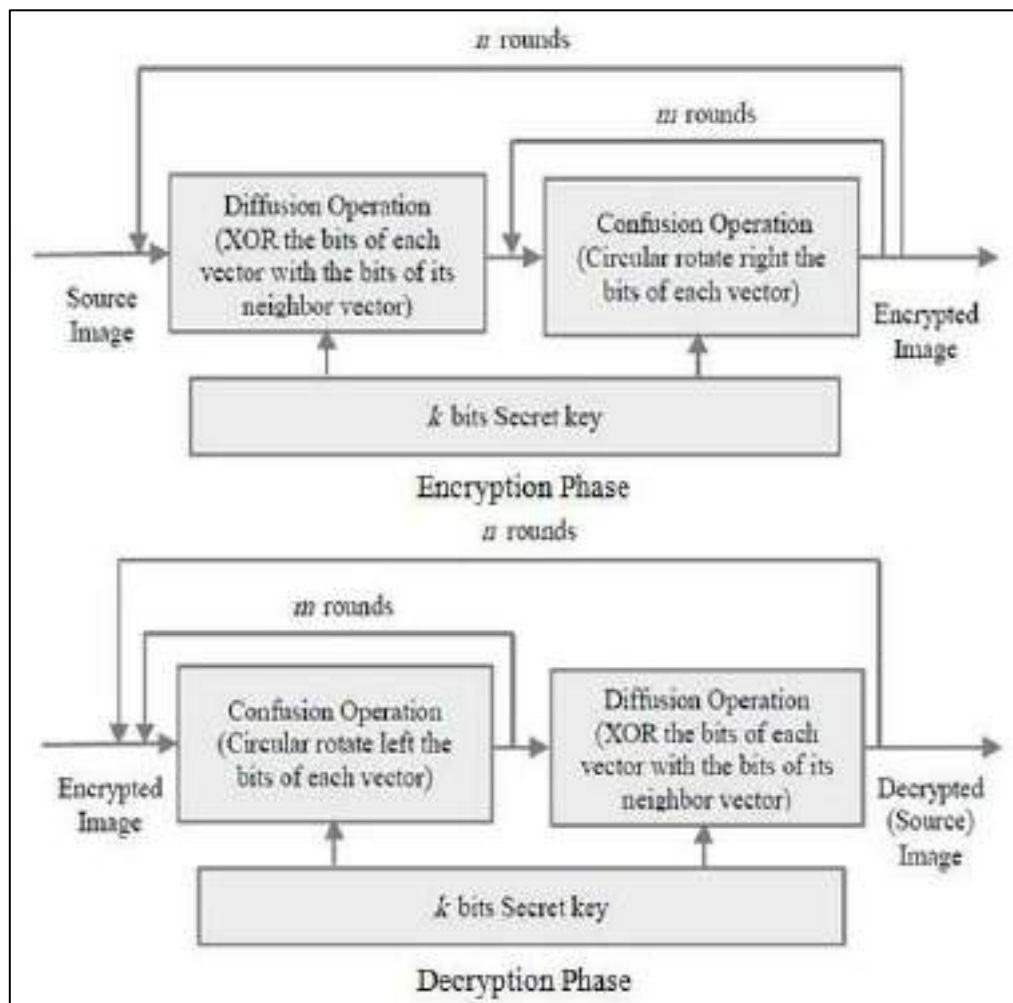 n rounds
m rounds
Diffusion Operation
(XOR the bits of each
vector with the bits of its
neighbor vector)
Confusion Operation
(Circular rotate right the
bits of each vector)
Source
Image
Encrypted
Image
k bits Secret key
Encryption Phase
n rounds
m rounds
Confusion Operation
(Circular rotate left the
bits of each vector)
Diffusion Operation
(XOR the bits of each
vector with the bits of its
neighbor vector)
Encrypted
Image
Decrypted
(Source)
Image
k bits Secret key
Decryption Phase